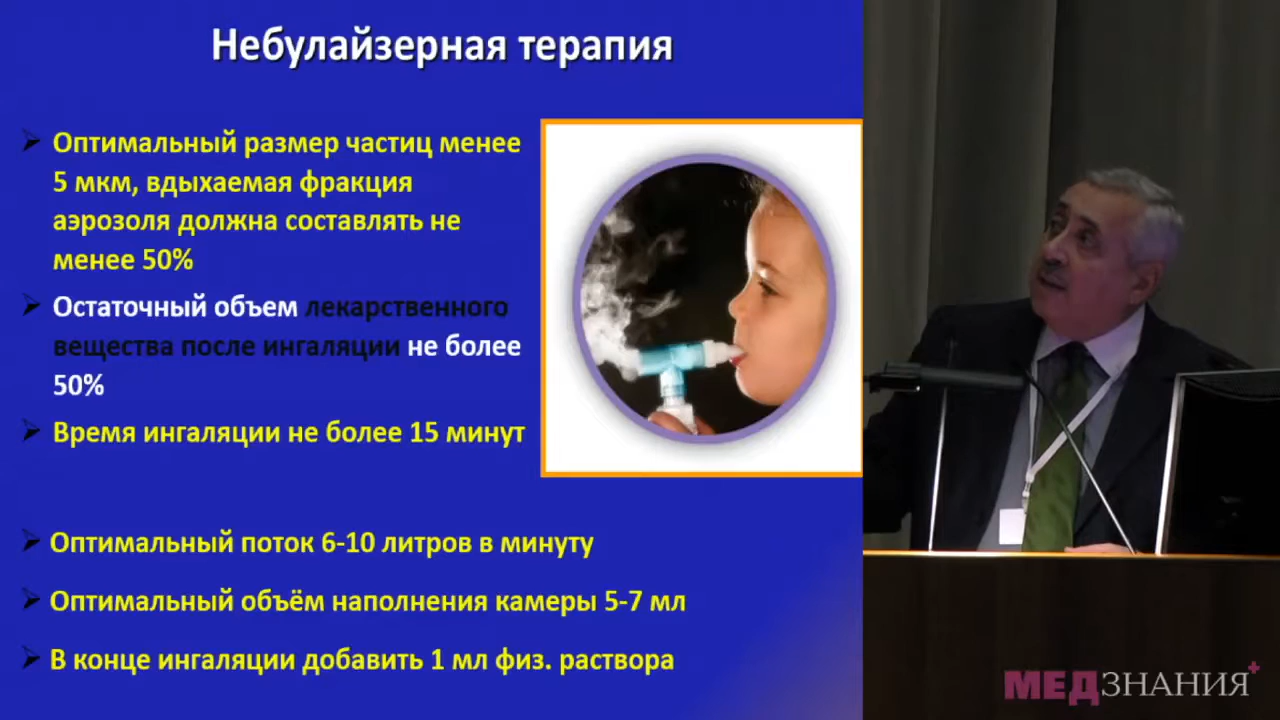 Небулайзерная терапия
Оптимальный размер частиц менее
5 мкм, вдыхаемая фракция
аэрозоля должна составлять не
менее 50%
Остаточный объем лекарственного
вещества после ингаляции не более
50%
Время ингаляции не более 15 минут
Оптимальный поток 6-10 литров в минуту
Оптимальный объём наполнения камеры 5-7 мл
В конце ингаляции добавить 1 мл физ. раствора
МЕДЗНАНИЯ+